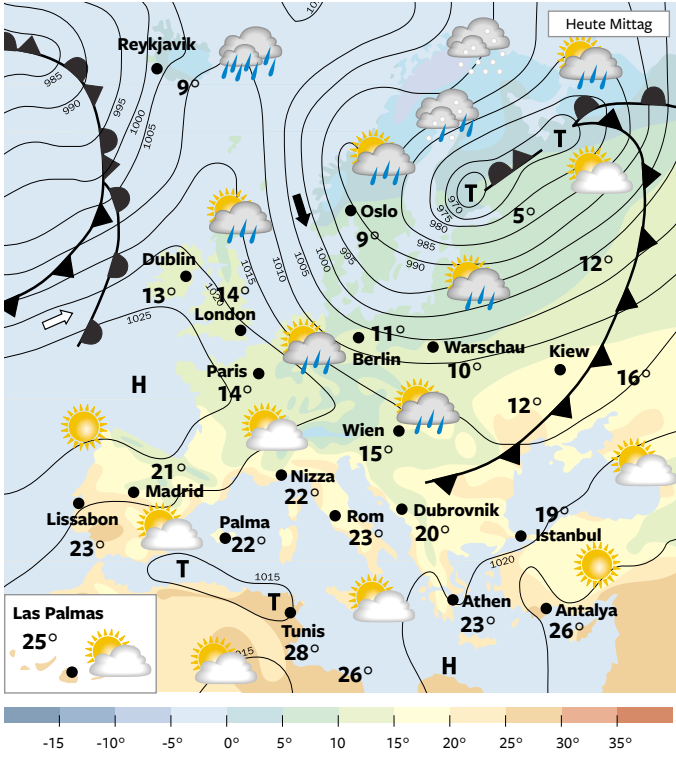 Heute Mittag
10
Reykjavik
9°
985
990
995
1000
1005
T
T
970
975
980
985
990
995
1000
1005
1010
1015
1020
1025
5°
Oslo
9°
12°
Dublin
13°
14°
London
11°
Berlin
Warschau
10°
Kiew
16°
12°
Paris
14°
H
Wien
15°
21°
Madrid
Nizza
22°
Lissabon
23°
Palma
22°
Rom
23°
Dubrovnik
20°
19°
Istanbul
1020
T
1015
T
Tunis
28°
Athen
23°
Antalya
26°
H
26°
015
Las Palmas
25°
-15 -10° -5° 0° 5° 10 15° 20° 25° 30° 35°